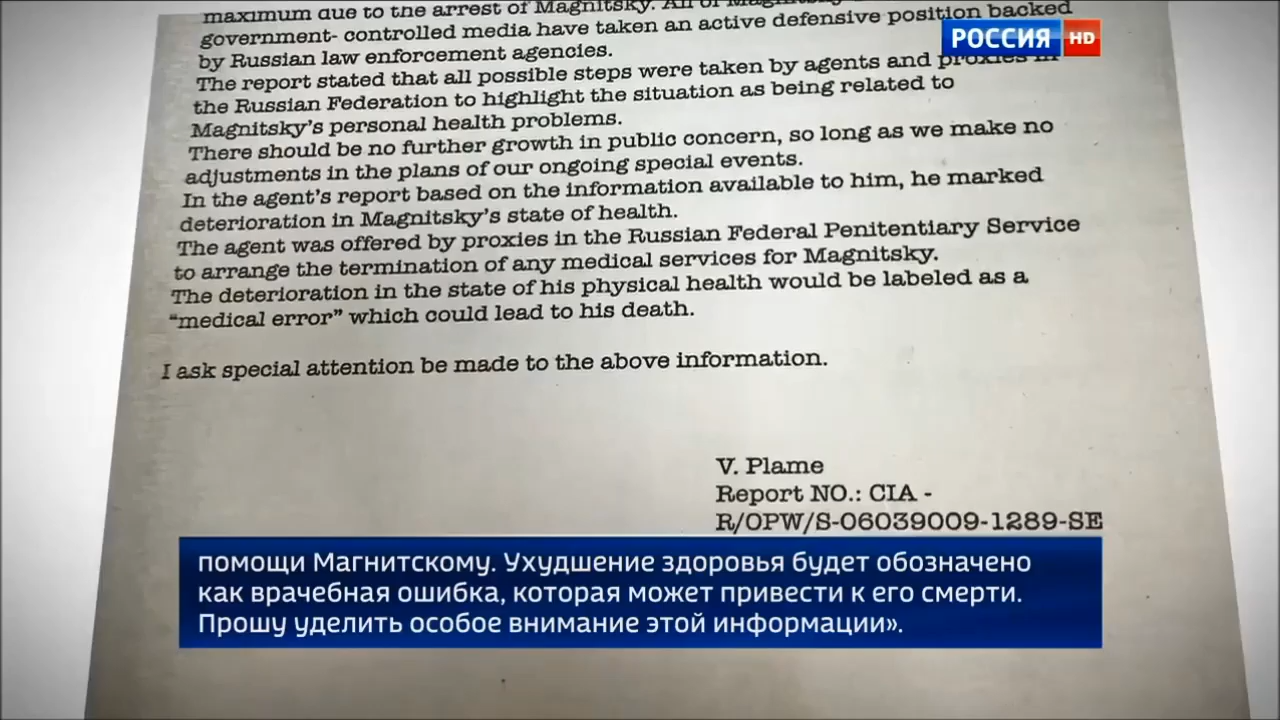 maximum due to the arrest of Magnitsky. All of
government- controlled media have taken an active defensive position backed
by Russian law enforcement agencies.
РОССИЯ HD
The report stated that all possible steps were taken by agents and proxies in
the Russian Federation to highlight the situation as being related to
Magnitsky's personal health problems.
There should be no further growth in public concern, so long as we make no
adjustments in the plans of our ongoing special events.
In the agent's report based on the information available to him, he marked
deterioration in Magnitsky's state of health.
The agent was offered by proxies in the Russian Federal Penitentiary Service
to arrange the termination of any medical services for Magnitsky.
The deterioration in the state of his physical health would be labeled as a
“medical error” which could lead to his death.
I ask special attention be made to the above information.
V. Plame
Report NO.: CIA -
R/OPW/S-06039009-1289-SE
помощи Магнитскому. Ухудшение здоровья будет обозначено
как врачебная ошибка, которая может привести к его смерти.
Прошу уделить особое внимание этой информации».